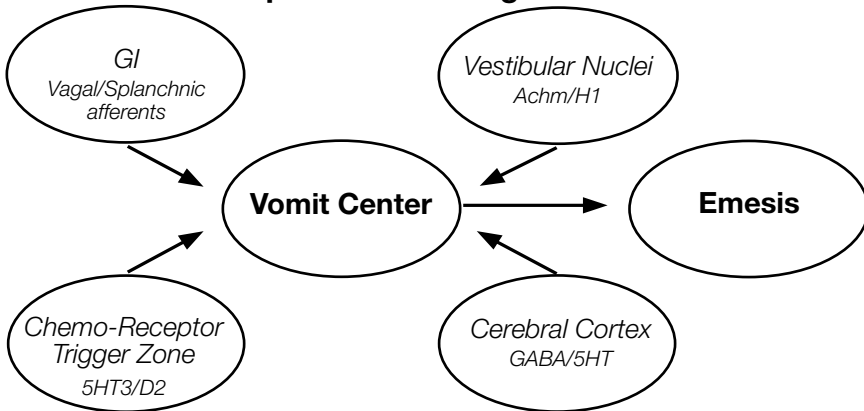 GI
Vagal/Splanchnic
afferents
Vestibular Nuclei
Achm/H1
Vomit Center
Emesis
Chemo-Receptor
Trigger Zone
5HT3/D2
Cerebral Cortex
GABA/5HT